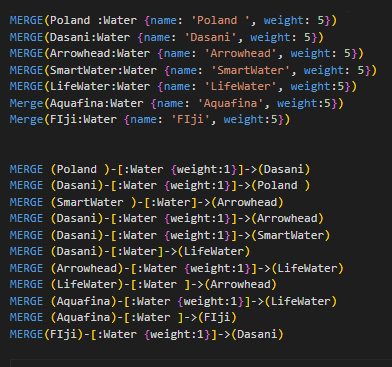 MERGE(Poland :Water {name: 'Poland ', weight: 5})
MERGE(Dasani:Water {name: 'Dasani', weight: 5})
MERGE(Arrowhead:Water {name: 'Arrowhead', weight: 5})
MERGE(SmartWater:Water {name: 'SmartWater', weight: 5})
MERGE(LifeWater:Water {name: 'LifeWater', weight:5})
Merge(Aquafina:Water {name: 'Aquafina', weight:5})
Merge(FIji:Water {name: 'FIji', weight:5})
MERGE (Poland )-[:Water {weight:1}]->(Dasani)
MERGE (Dasani)-[:Water {weight:1}]->(Poland )
MERGE (SmartWater )-[:Water]->(Arrowhead)
MERGE (Dasani)-[:Water {weight:1}]->(Arrowhead)
MERGE (Dasani)-[:Water {weight:1}]->(SmartWater)
MERGE (Dasani)-[:Water]->(LifeWater)
MERGE (Arrowhead)-[:Water {weight:1}]->(LifeWater)
MERGE (LifeWater)-[:Water ]->(Arrowhead)
MERGE (Aquafina)-[:Water {weight:1}]->(LifeWater)
MERGE (Aquafina)-[:Water ]->(FIji)
MERGE(FIji)-[:Water {weight:1}]->(Dasani)